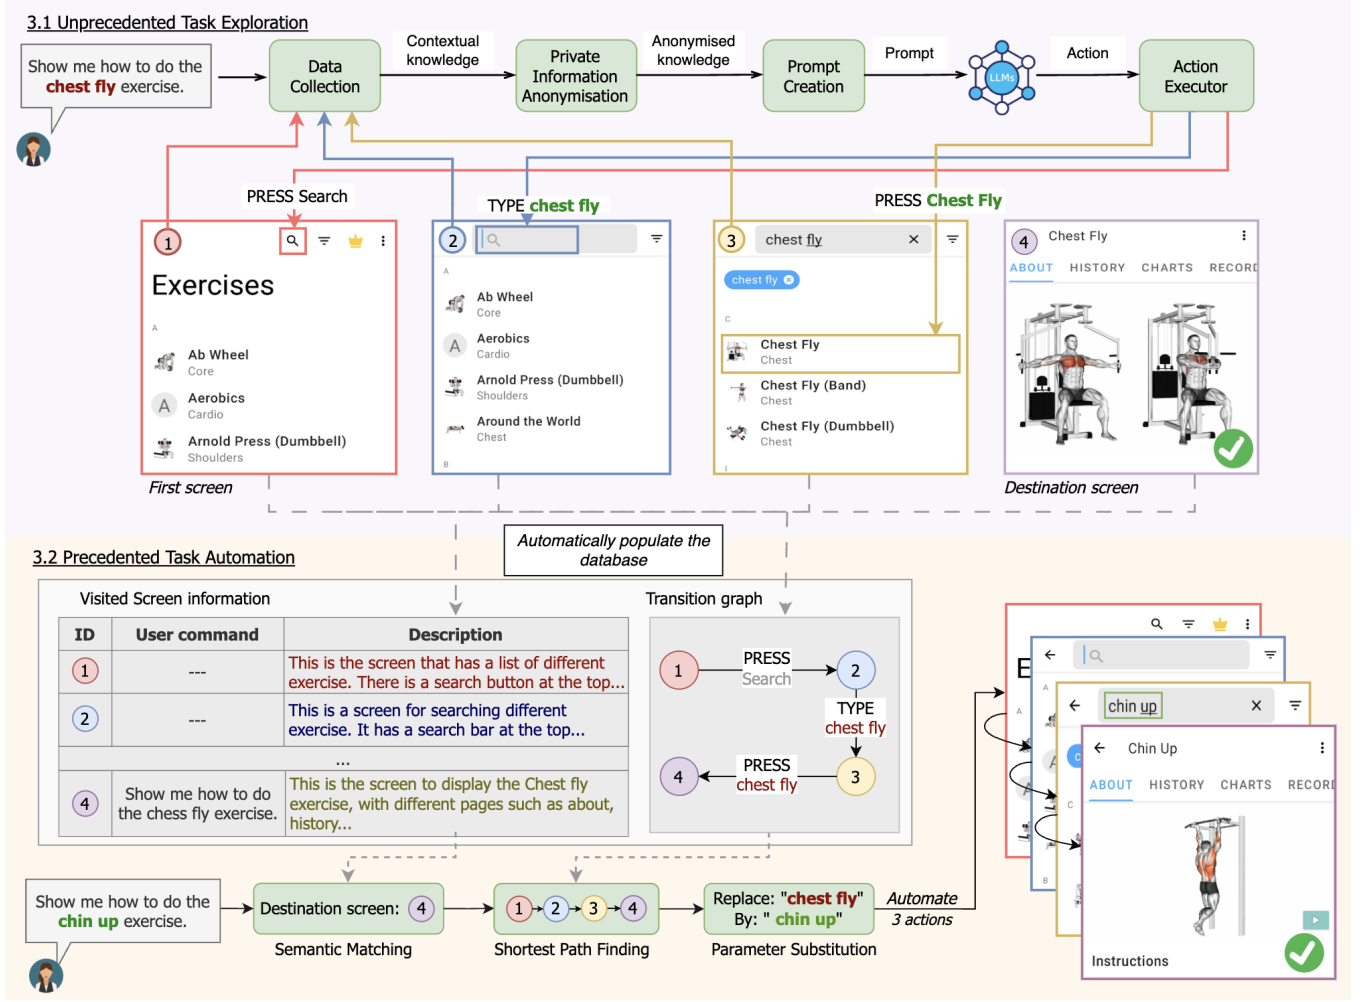 3.1 Unprecedented Task Exploration
Show me how to do the
chest fly exercise.
Data
Collection
Contextual
knowledge
Private
Information
Anonymisation
Anonymised
knowledge
Prompt
Creation
Prompt
LLMs
Action
Action
Executor
PRESS Search
TYPE chest fly
PRESS Chest Fly
1
Exercises
A
Ab Wheel
Core
A
Aerobics
Cardio
Arnold Press (Dumbbell)
Shoulders
First screen
2
A
Ab Wheel
Core
A
Aerobics
Cardio
Arnold Press (Dumbbell)
Shoulders
Around the World
Chest
B
3
chest fly
chest fly
C
Chest Fly
Chest
Chest Fly (Band)
Chest
Chest Fly (Dumbbell)
Chest
4
Chest Fly
ABOUT HISTORY CHARTS RECORD
Destination screen
Automatically populate the
database
3.2 Precedented Task Automation
Visited Screen information
ID User command Description
1 --- This is the screen that has a list of different
exercise. There is a search button at the top...
2 --- This is a screen for searching different
exercise. It has a search bar at the top...
...
4 Show me how to do
the chess fly exercise.
This is the screen to display the Chest fly
exercise, with different pages such as about,
history...
Transition graph
1 PRESS
Search
2
TYPE
chest fly
3
PRESS
chest fly
4
Show me how to do the
chin up exercise.
Destination screen: 4
Semantic Matching
1 2 3 4
Shortest Path Finding
Replace: "chest fly"
By: " chin up"
Parameter Substitution
Automate
3 actions
E
A
A
A
B
chin up
C
Chin Up
ABOUT HISTORY CHARTS RECORD
Instructions